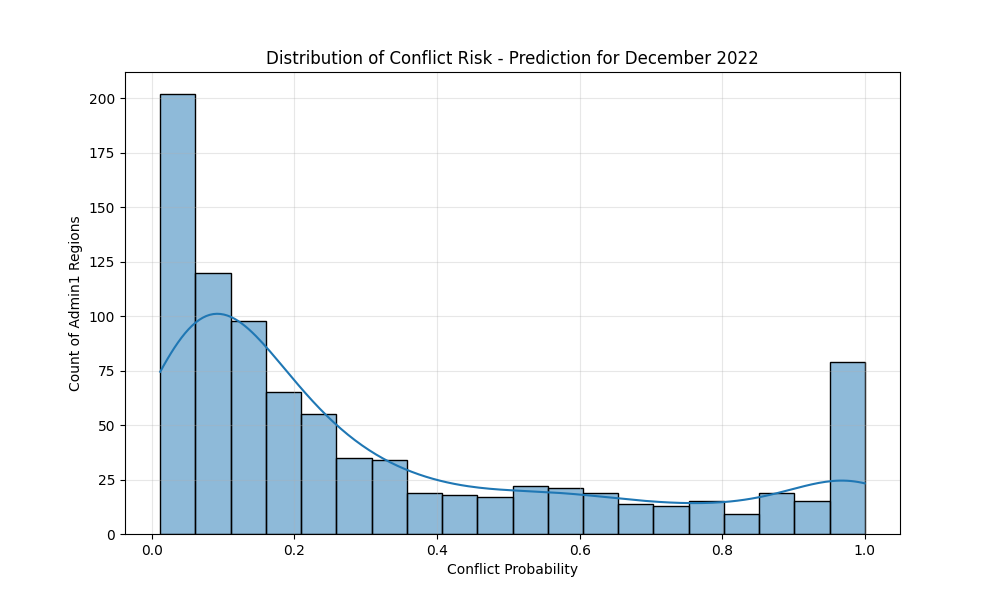 Distribution of Conflict Risk - Prediction for December 2022
Count of Admin1 Regions
200
175
150
125
100
75
50
25
0
0.0 0.2 0.4 0.6 0.8 1.0
Conflict Probability